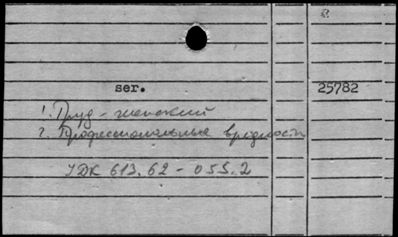 ser. 25782
1. Труд - женский
2. Профессиональные вредности
УДК 613.62-055.2